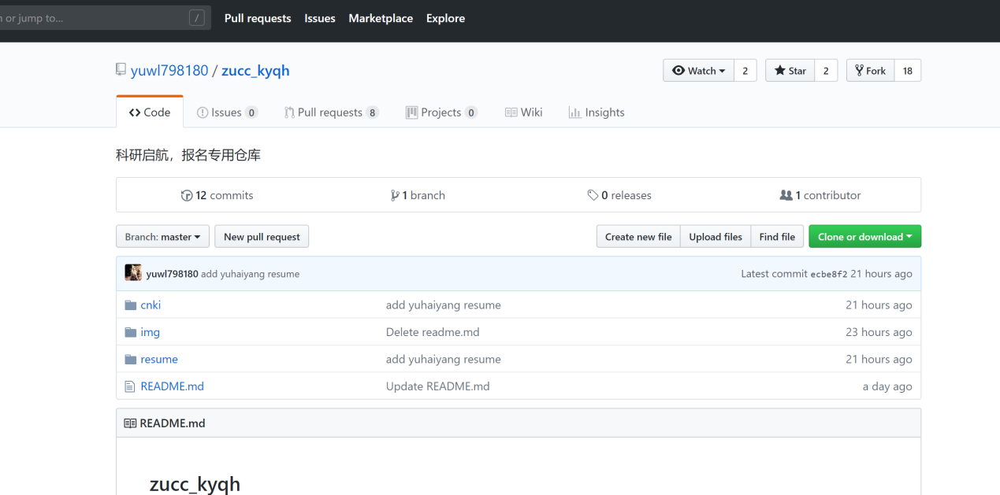 or jump to... /
Pull requests Issues Marketplace Explore
yuwl798180 / zucc_kyqh
Watch 2 Star 2 Fork 18
Code Issues 0 Pull requests 8 Projects 0 Wiki Insights
科研启航，报名专用仓库
12 commits 1 branch 0 releases 1 contributor
Branch: master New pull request Create new file Upload files Find file Clone or download
yuwl798180 add yuhaiyang resume Latest commit ecbe8f2 21 hours ago
cnki add yuhaiyang resume 21 hours ago
img Delete readme.md 23 hours ago
resume add yuhaiyang resume 21 hours ago
README.md Update README.md a day ago
README.md
zucc_kyqh